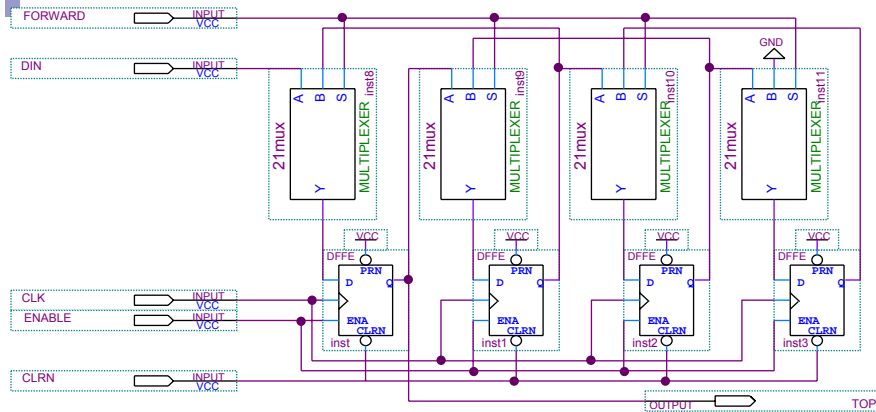 FORWARD INPUT VCC
GND
DIN INPUT VCC
A B S inst8
A B S inst9
A B S inst10
A B S inst11
21mux MULTIPLEXER
21mux MULTIPLEXER
21mux MULTIPLEXER
21mux MULTIPLEXER
Y Y Y Y
VCC VCC VCC VCC
DFFE DFFE DFFE DFFE
PRN PRN PRN PRN
D Q D Q D Q D Q
CLK INPUT VCC
ENABLE INPUT VCC
ENA ENA ENA ENA
CLRN CLRN CLRN CLRN
inst inst1 inst2 inst3
CLRN INPUT VCC
OUTPUT TOP